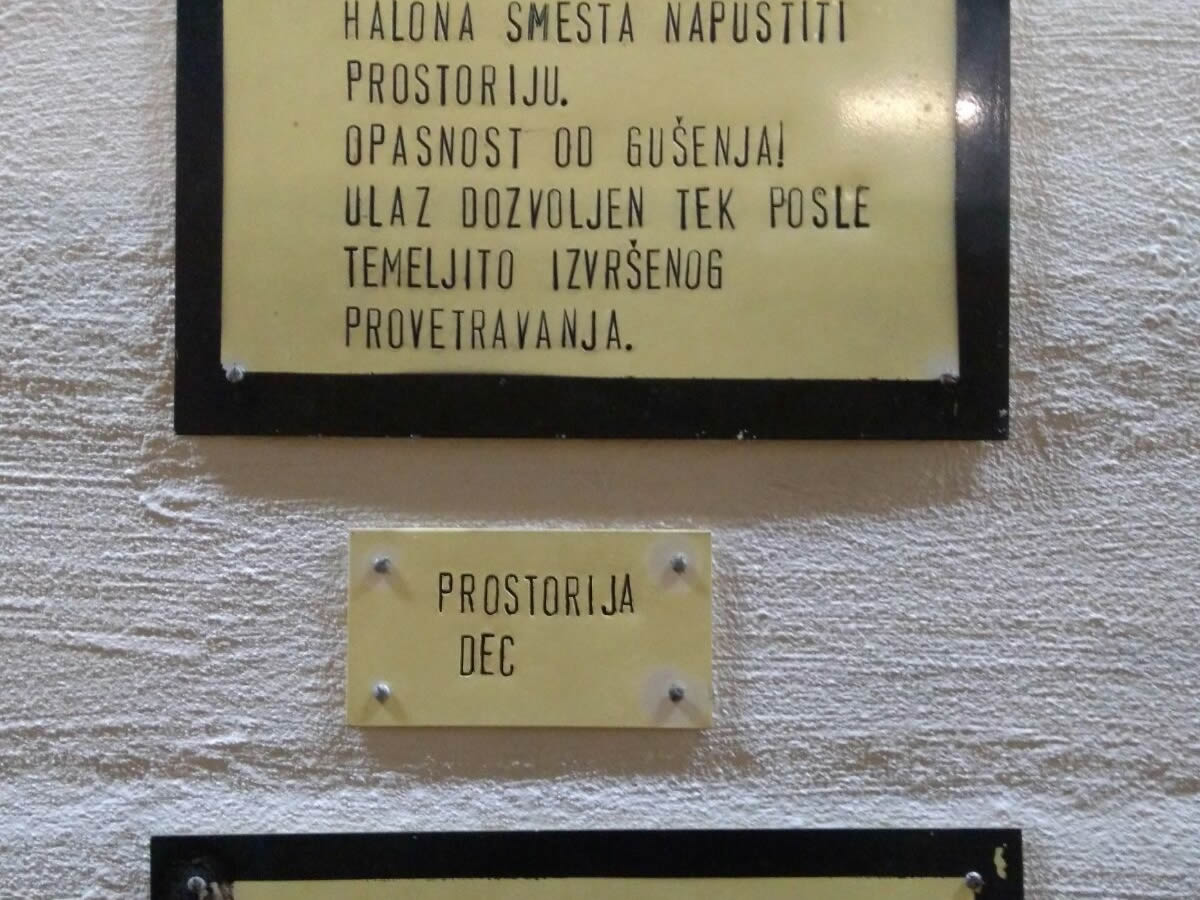 HALONA SMESTA NAPUSTITI
PROSTORIJU.
OPASNOST OD GUŠENJA!
ULAZ DOZVOLJEN TEK POSLE
TEMELJITO IZVRŠENOG
PROVETRAVANJA.
PROSTORIJA
DEC